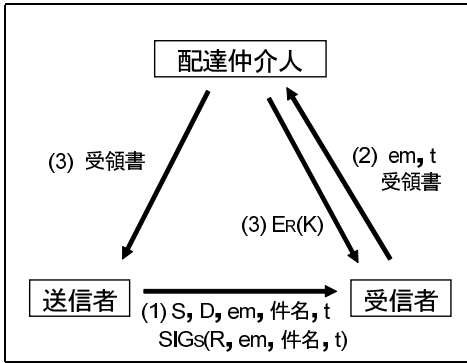 配達仲介人
(3) 受領書
(2) em, t
受領書
(3) ER(K)
送信者
受信者
(1) S, D, em, 件名, t
SIGs(R, em, 件名, t)